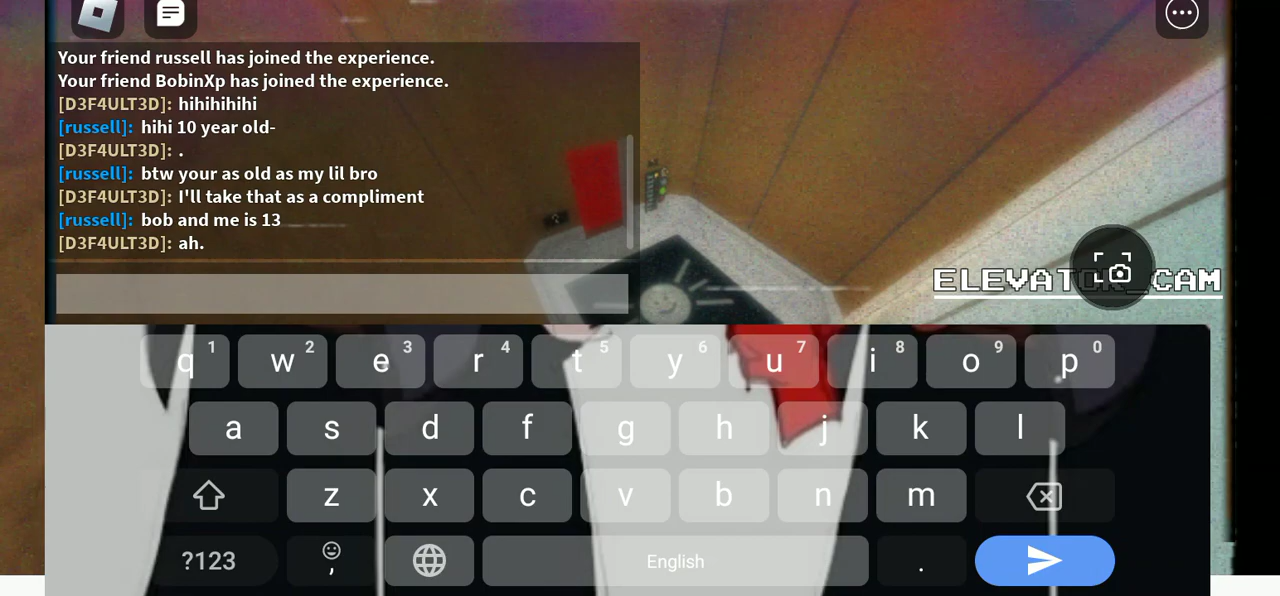 Your friend russell has joined the experience.
Your friend BobinXp has joined the experience.
[D3F4ULT3D]: hihihihihi
[russell]: hihi 10 year old-
[D3F4ULT3D]: .
[russell]: btw your as old as my lil bro
[D3F4ULT3D]: I'll take that as a compliment
[russell]: bob and me is 13
[D3F4ULT3D]: ah.
ELEVATOR_CAM
q 1 w 2 e 3 r 4 t 5 y 6 u 7 i 8 o 9 p 0
a s d f g h j k l
z x c v b n m
?123 , English .